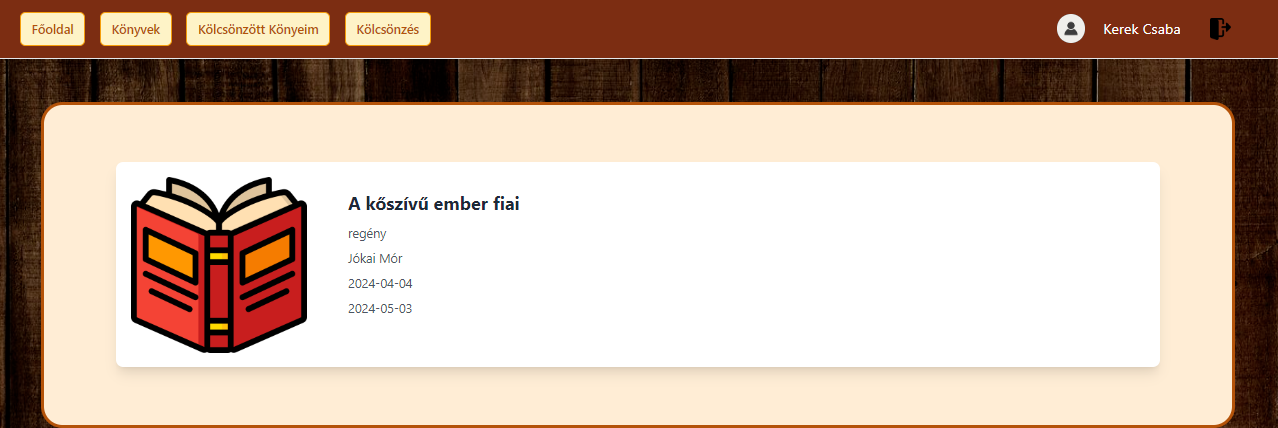 Főoldal Könyvek Kölcsönzött Könyeim Kölcsönzés Kerek Csaba
A kőszívű ember fiai
regény
Jókai Mór
2024-04-04
2024-05-03